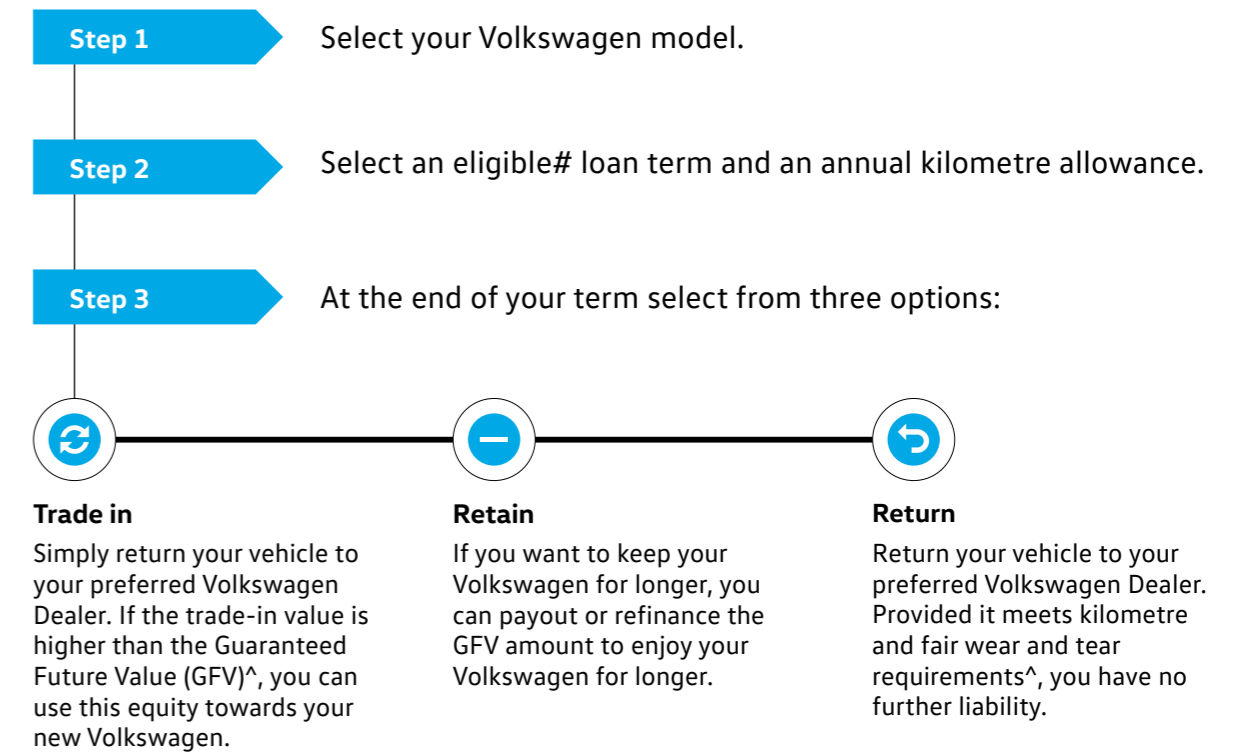 Step 1
Select your Volkswagen model.
Step 2
Select an eligible# loan term and an annual kilometre allowance.
Step 3
At the end of your term select from three options:
Trade in
Simply return your vehicle to
your preferred Volkswagen
Dealer. If the trade-in value is
higher than the Guaranteed
Future Value (GFV)^, you can
use this equity towards your
new Volkswagen.
Retain
If you want to keep your
Volkswagen for longer, you
can payout or refinance the
GFV amount to enjoy your
Volkswagen for longer.
Return
Return your vehicle to your
preferred Volkswagen Dealer.
Provided it meets kilometre
and fair wear and tear
requirements^, you have no
further liability.